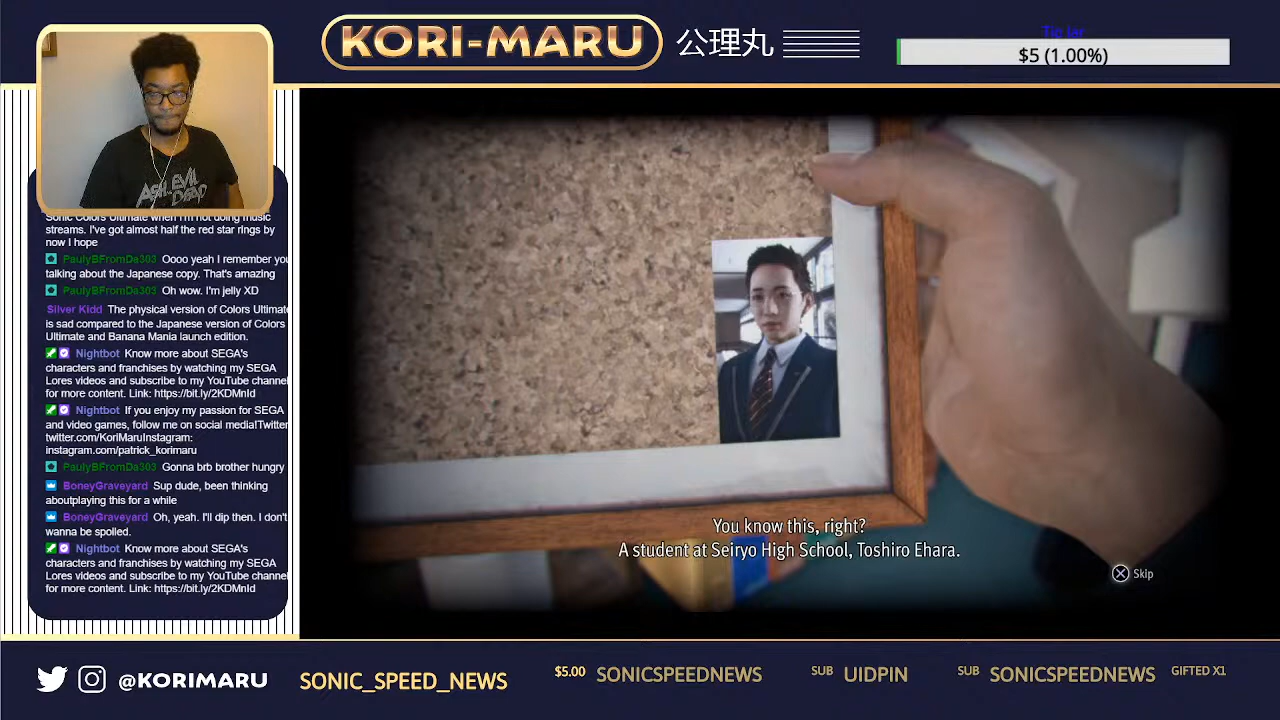 KORI-MARU 公理丸
Tip Jar
$5 (1.00%)
ASH EVIL
DEAD
Sonic Colors Ultimate when I'm not doing music
streams. I've got almost half the red star rings by
now I hope
PaulyBFromDa303 Oooo yeah I remember you
talking about the Japanese copy. That's amazing
PaulyBFromDa303 Oh wow. I'm jelly XD
Silver Kidd The physical version of Colors Ultimate
is sad compared to the Japanese version of Colors
Ultimate and Banana Mania launch edition.
Nightbot Know more about SEGA's
characters and franchises by watching my SEGA
Lores videos and subscribe to my YouTube channel
for more content. Link: https://bit.ly/2KDMnId
Nightbot If you enjoy my passion for SEGA
and video games, follow me on social media!Twitter:
twitter.com/KoriMaruInstagram:
instagram.com/patrick_korimaru
PaulyBFromDa303 Gonna brb brother hungry
BoneyGraveyard Sup dude, been thinking
aboutplaying this for a while
BoneyGraveyard Oh, yeah. I'll dip then. I don't
wanna be spoiled.
Nightbot Know more about SEGA's
characters and franchises by watching my SEGA
Lores videos and subscribe to my YouTube channel
for more content. Link: https://bit.ly/2KDMnId
You know this, right?
A student at Seiryo High School, Toshiro Ehara.
Skip
@KORIMARU
SONIC_SPEED_NEWS
$5.00 SONICSPEEDNEWS SUB UIDPIN SUB SONICSPEEDNEWS GIFTED X1